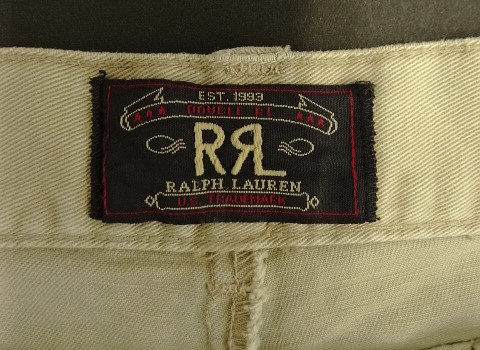 EST. 1993
DOUBLE RL
RRL
RALPH LAUREN
U.S. TRADEMARK